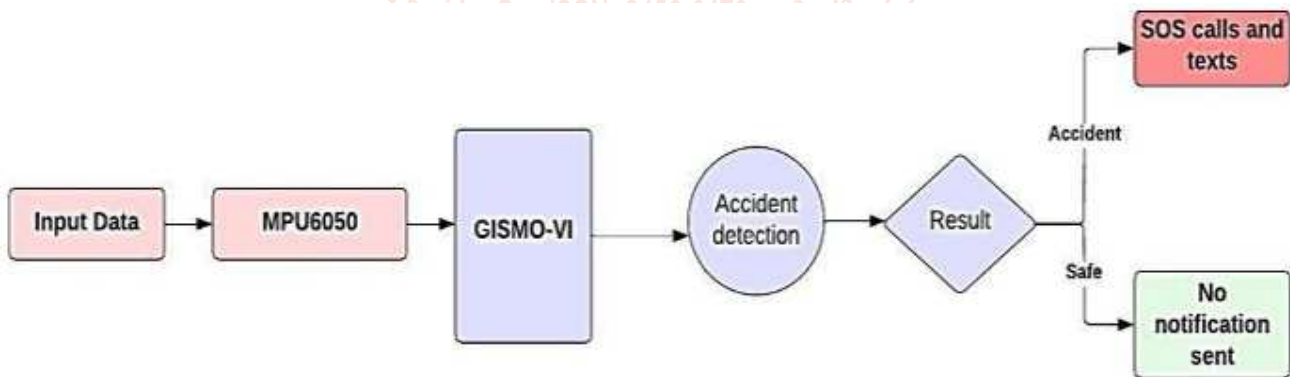 SOS calls and
texts
Accident
Input Data
MPU6050
GISMO-VI
Accident
detection
Result
Safe
No
notification
sent